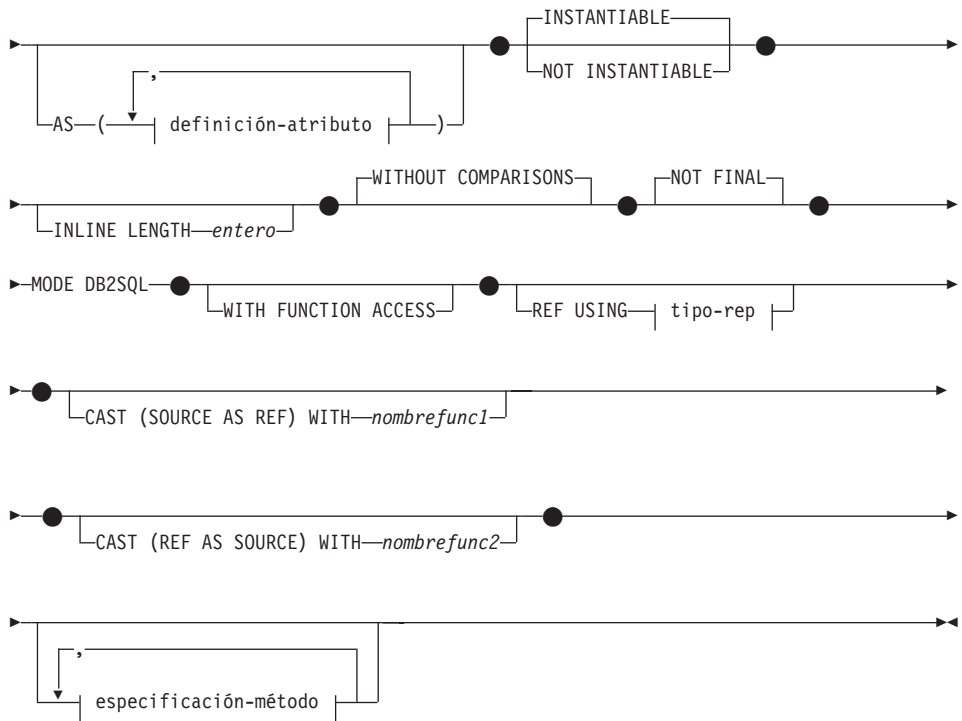 INSTANTIABLE
NOT INSTANTIABLE
,
AS ( definición-atributo )
WITHOUT COMPARISONS NOT FINAL
INLINE LENGTH entero
MODE DB2SQL
WITH FUNCTION ACCESS REF USING tipo-rep
CAST (SOURCE AS REF) WITH nombrefunc1
CAST (REF AS SOURCE) WITH nombrefunc2
,
especificación-método